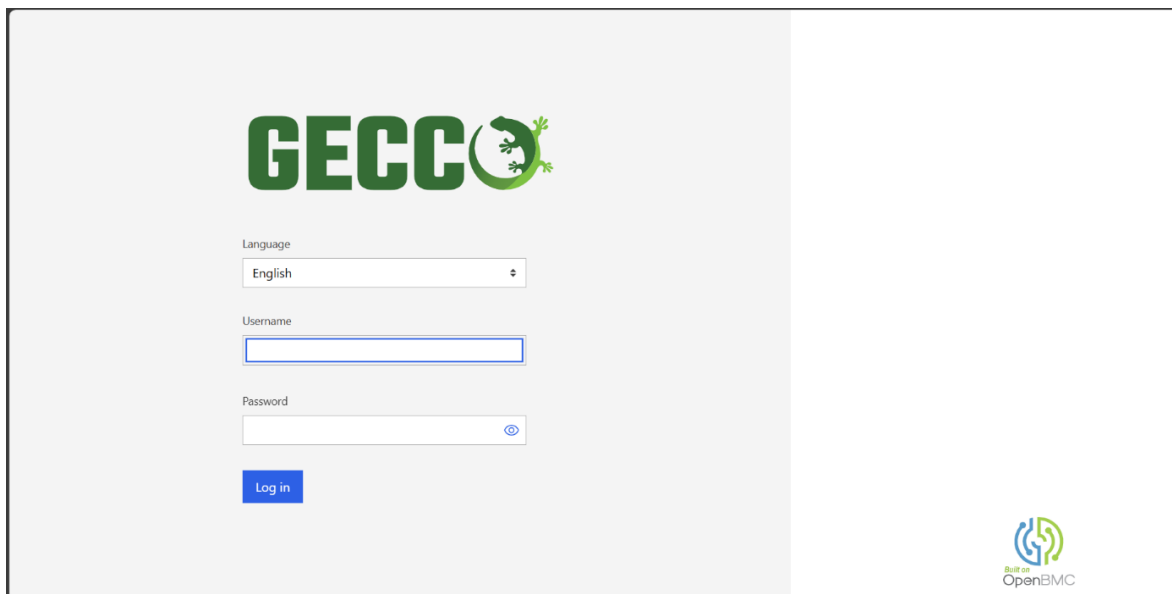 GECCO
Language
English
Username
Password
Log in
Built on
OpenBMC